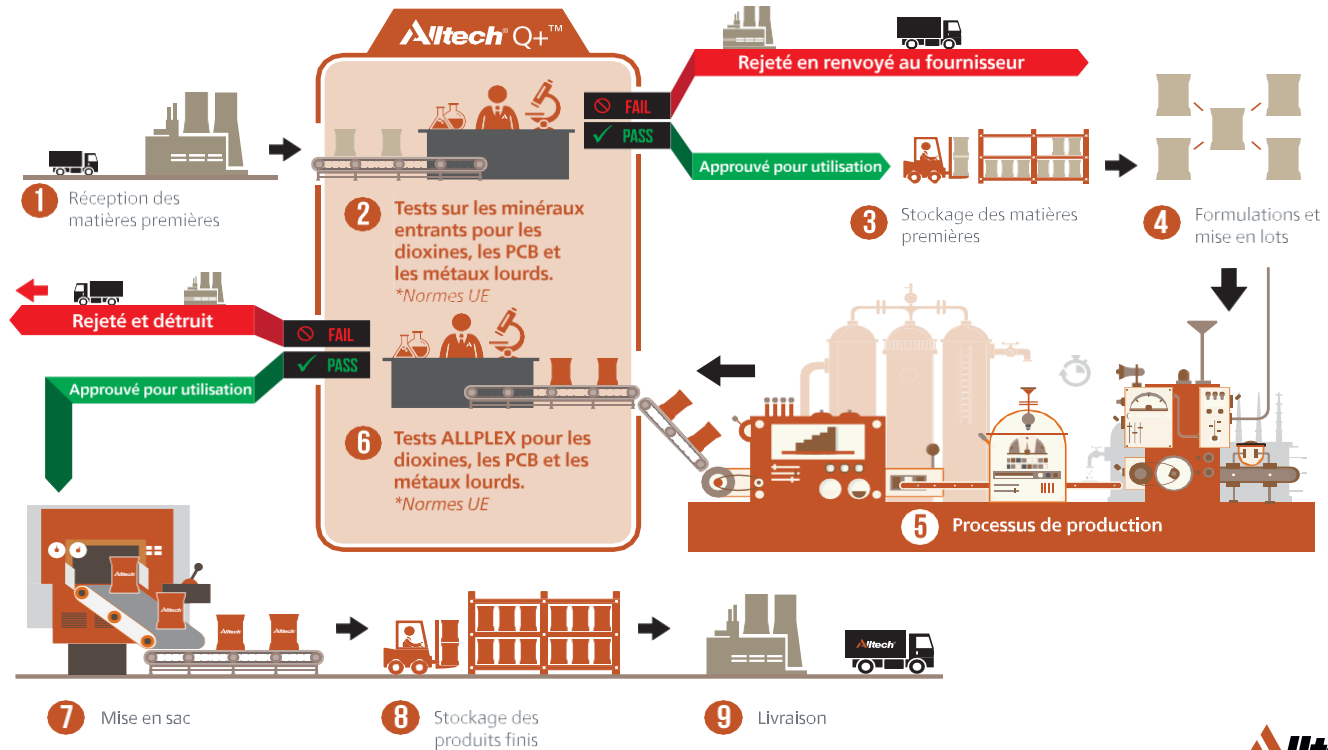 Alltech® Q+™
FAIL
PASS
Rejeté en renvoyé au fournisseur
Approuvé pour utilisation
1 Réception des
matières premières
2 Tests sur les minéraux
entrants pour les
dioxines, les PCB et
les métaux lourds.
*Normes UE
3 Stockage des matières
premières
4 Formulations et
mise en lots
Rejeté et détruit
FAIL
PASS
Approuvé pour utilisation
6 Tests ALLPLEX pour les
dioxines, les PCB et les
métaux lourds.
*Normes UE
5 Processus de production
Alltech
Alltech
Alltech
Alltech
Alltech®
7 Mise en sac
8 Stockage des
produits finis
9 Livraison